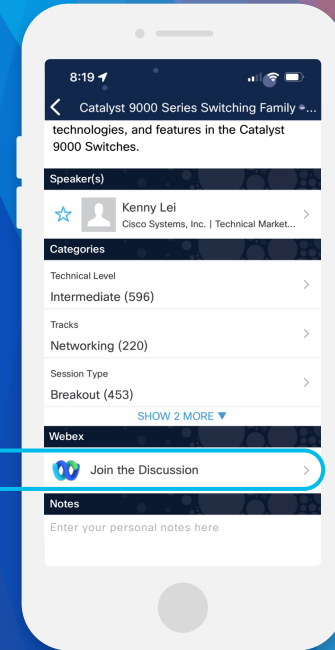 8:19
Catalyst 9000 Series Switching Family ...
technologies, and features in the Catalyst
9000 Switches.
Speaker(s)
Kenny Lei
Cisco Systems, Inc. | Technical Market...
Categories
Technical Level
Intermediate (596)
Tracks
Networking (220)
Session Type
Breakout (453)
SHOW 2 MORE ▼
Webex
Join the Discussion
Notes
Enter your personal notes here